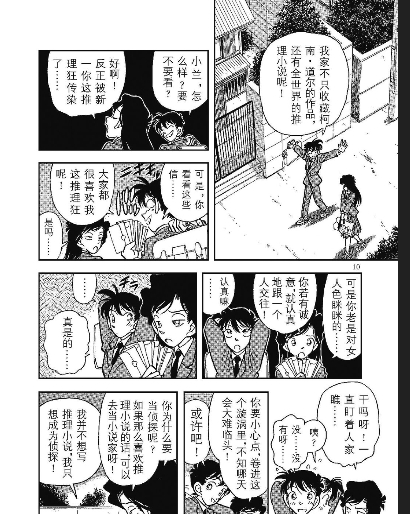 我家不只收藏柯
南·道尔的作品，
还有全世界的推
理小说呢。
小兰，怎
么样？要
不要看？
好啊！
反正被新
一你这推
理狂传染
了……
可是，你
看看这些
信……
大家都
很喜欢我
这推理狂
呢！
是吗……
10
可是你老是对女
人色眯眯的……
你若有诚
意，就认真
地跟一个
人交往！
认真嘛
……
……
真是的……
干吗呀！一
直盯着人家
瞧……
咦？
没……没
有呀……
你要小心点，卷进这
个漩涡里，不知哪天
会大难临头！
或许吧！
你为什么要
当侦探呢？
如果那么喜欢推
理小说的话，可以
去当小说家呀！
我并不想写
推理小说，我只
想成为侦探！